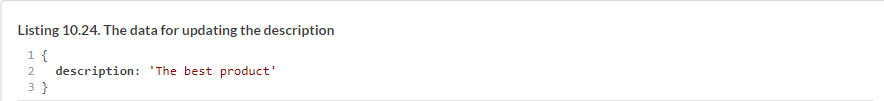 Listing 10.24. The data for updating the description
1 {
2   description: 'The best product'
3 }